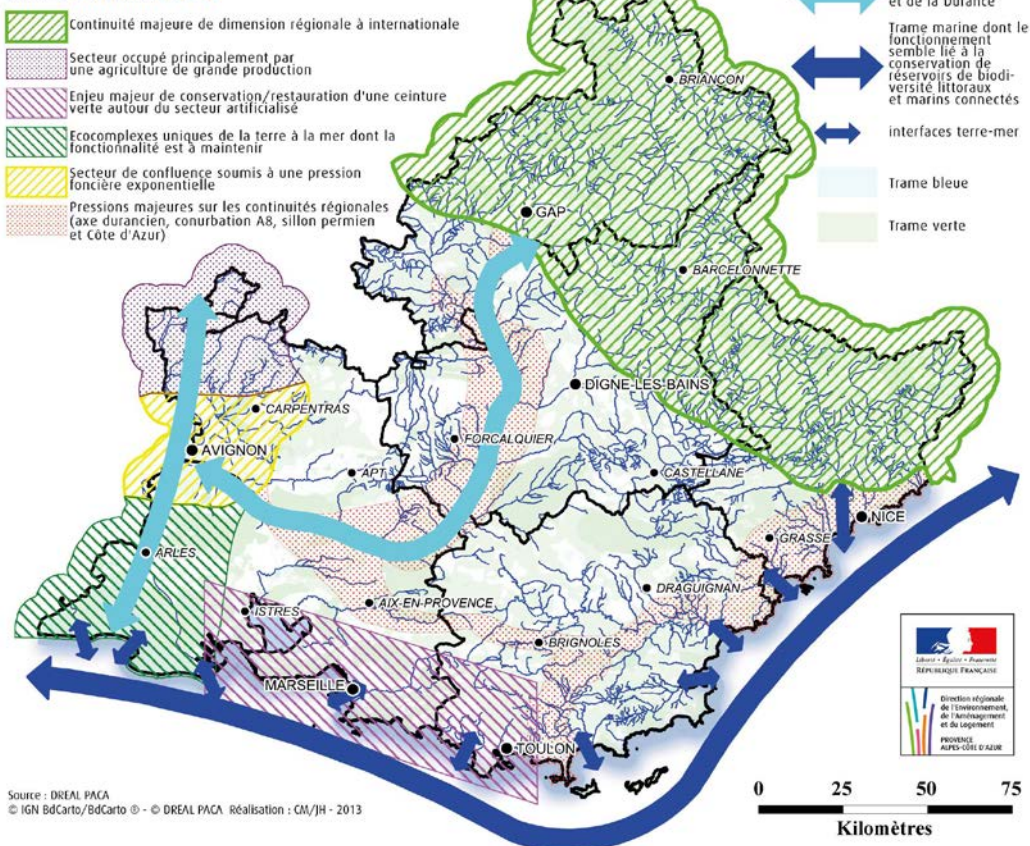 Continuité majeure de dimension régionale à internationale
Secteur occupé principalement par
une agriculture de grande production
Enjeu majeur de conservation/restauration d'une ceinture
verte autour du secteur artificialisé
Ecocomplexes uniques de la terre à la mer dont la
fonctionnalité est à maintenir
Secteur de confluence soumis à une pression
foncière exponentielle
Pressions majeures sur les continuités régionales
(axe durancien, conurbation A8, sillon permien
et Côte d'Azur)
et de la Durance
Trame marine dont le
fonctionnement
semble lié à la
conservation de
réservoirs de biodi-
versité littoraux
et marins connectés
interfaces terre-mer
Trame bleue
Trame verte
BRIANÇON
GAP
BARCELONNETTE
DIGNE-LES-BAINS
CARPENTRAS
FORCALQUIER
AVIGNON
APT
CASTELLANE
NICE
GRASSE
ARLES
DRAGUIGNAN
ISTRES
AIX-EN-PROVENCE
BRIGNOLES
MARSEILLE
TOULON
Liberté • Égalité • Fraternité
RÉPUBLIQUE FRANÇAISE
Direction régionale
de l'Environnement,
de l'Aménagement
et du Logement
PROVENCE
ALPES-CÔTE D'AZUR
Source : DREAL PACA
© IGN BdCarto/BdCarto ® - © DREAL PACA Réalisation : CM/JH - 2013
0 25 50 75
Kilomètres